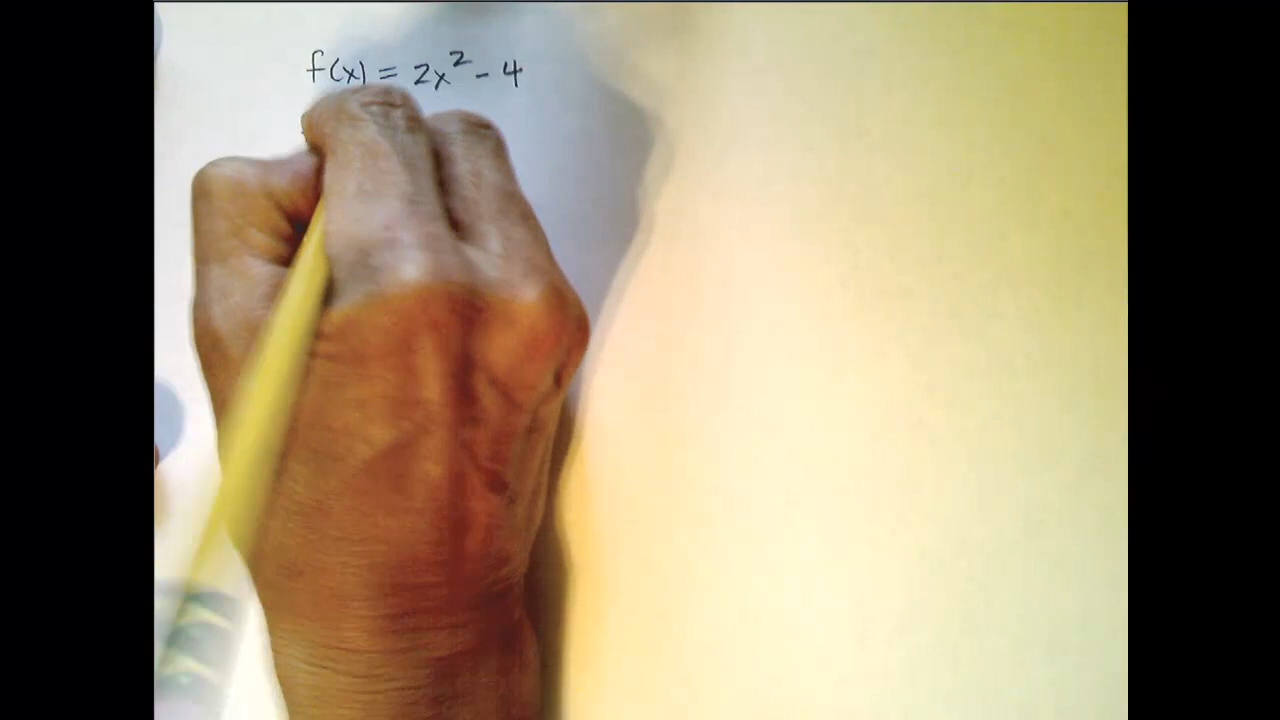 f(x) = 2x² - 4